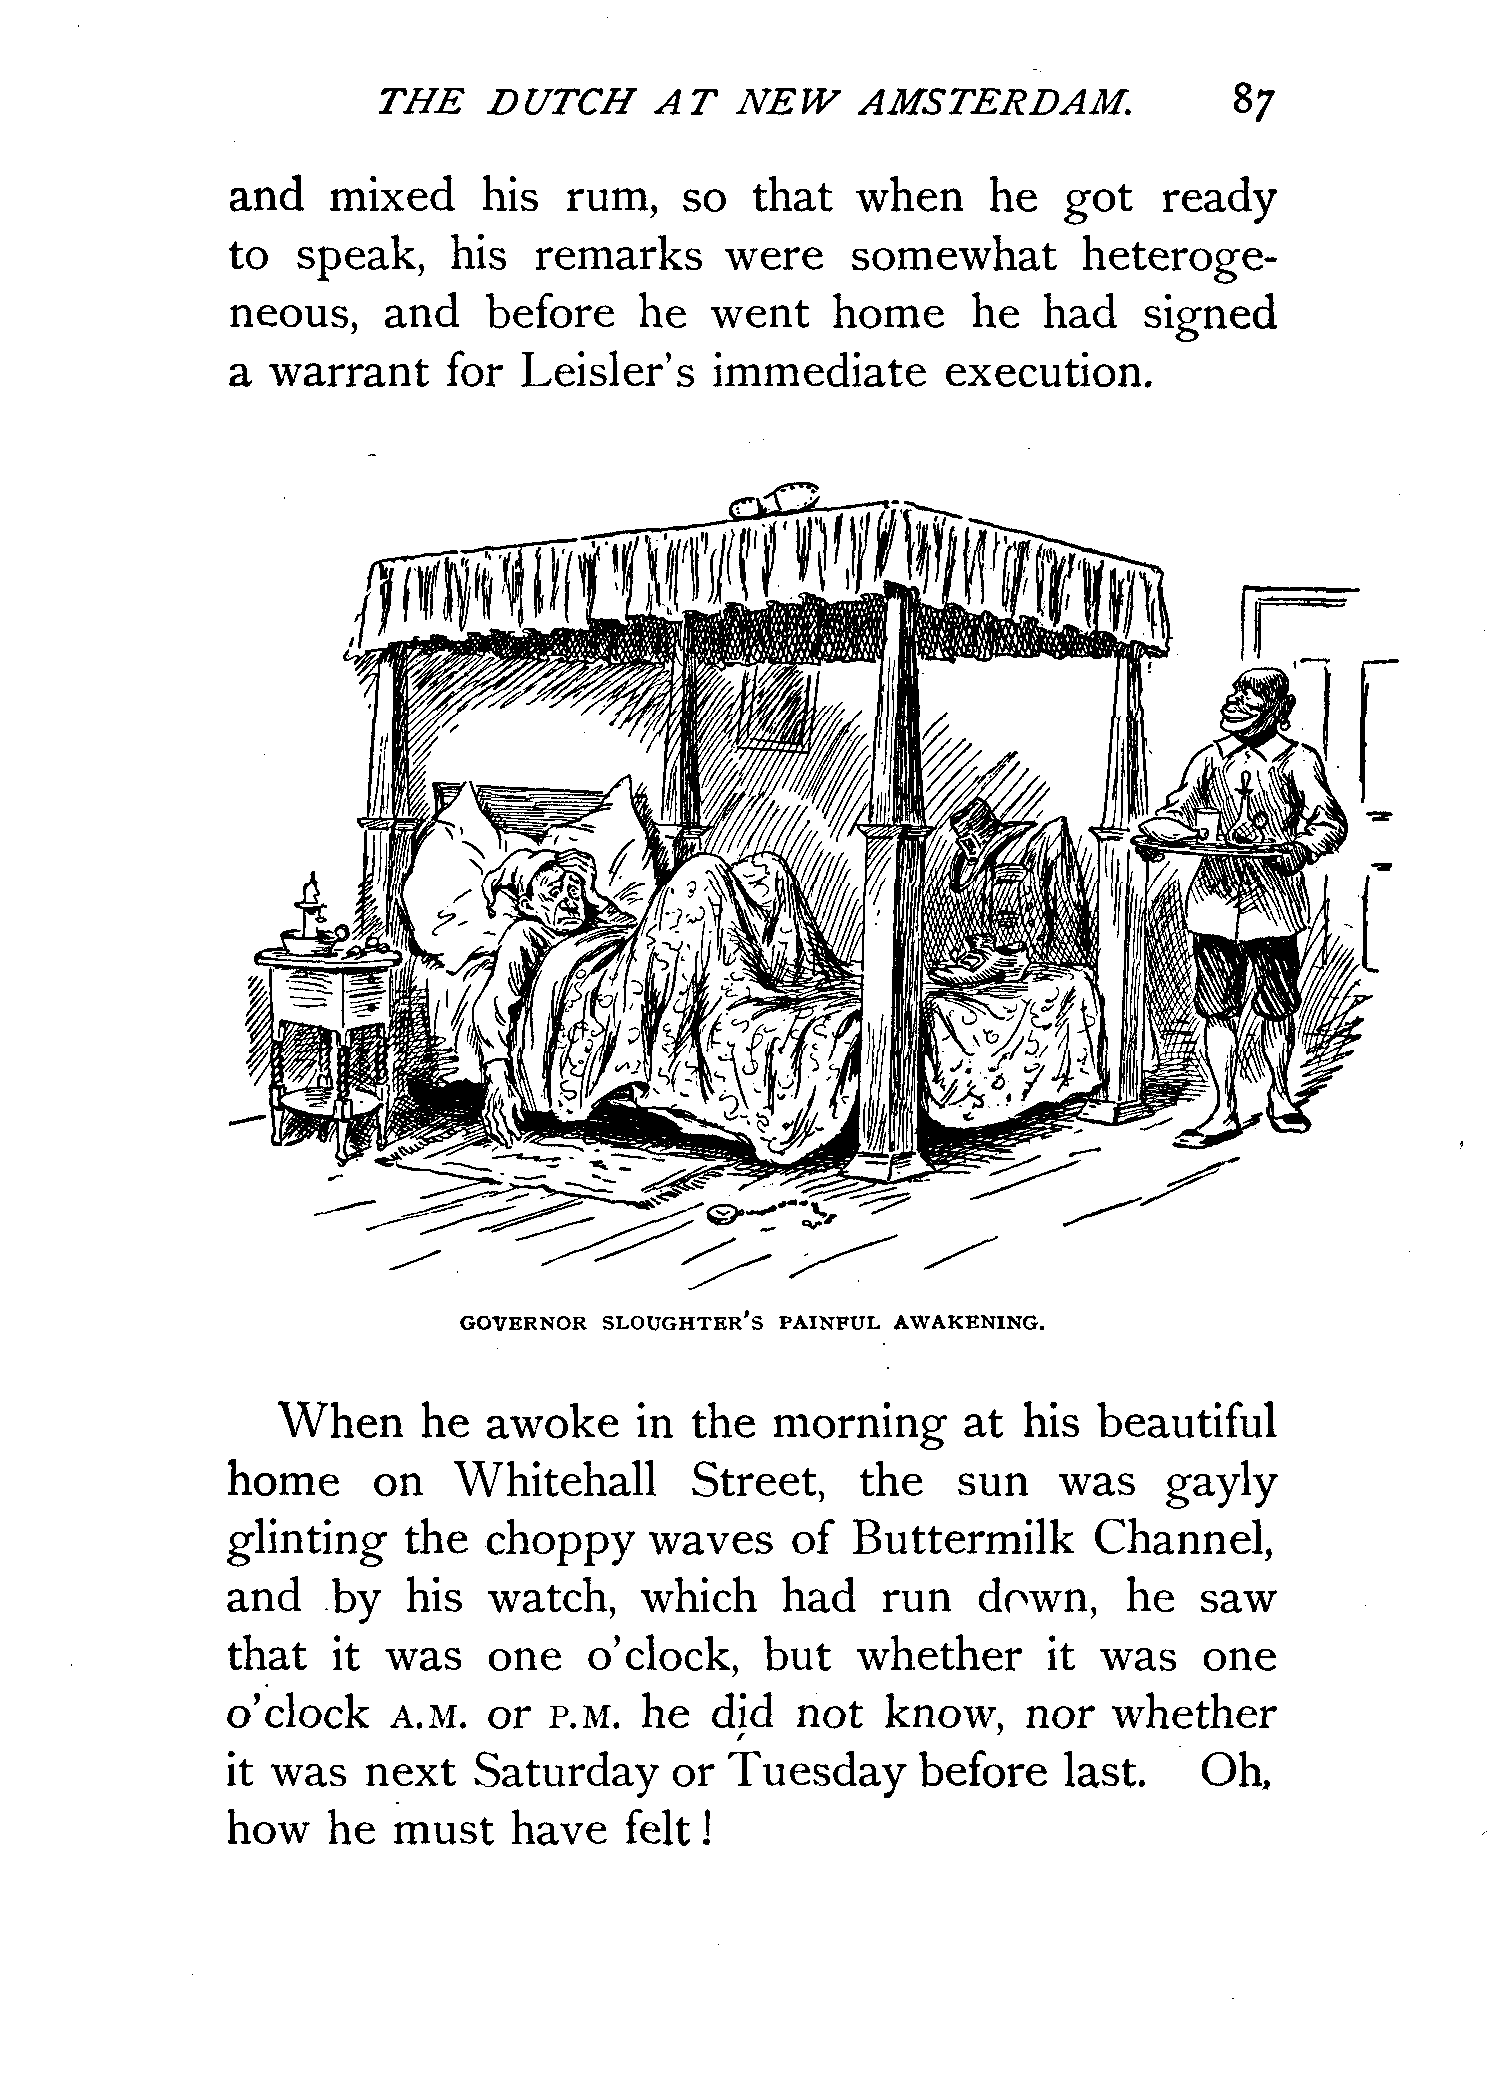 THE DUTCH AT NEW AMSTERDAM. 87
and mixed his rum, so that when he got ready
to speak, his remarks were somewhat heteroge-
neous, and before he went home he had signed
a warrant for Leisler's immediate execution.
GOVERNOR SLOUGHTER'S PAINFUL AWAKENING.
When he awoke in the morning at his beautiful
home on Whitehall Street, the sun was gayly
glinting the choppy waves of Buttermilk Channel,
and by his watch, which had run down, he saw
that it was one o'clock, but whether it was one
o'clock A.M. or P.M. he did not know, nor whether
it was next Saturday or Tuesday before last. Oh,
how he must have felt!